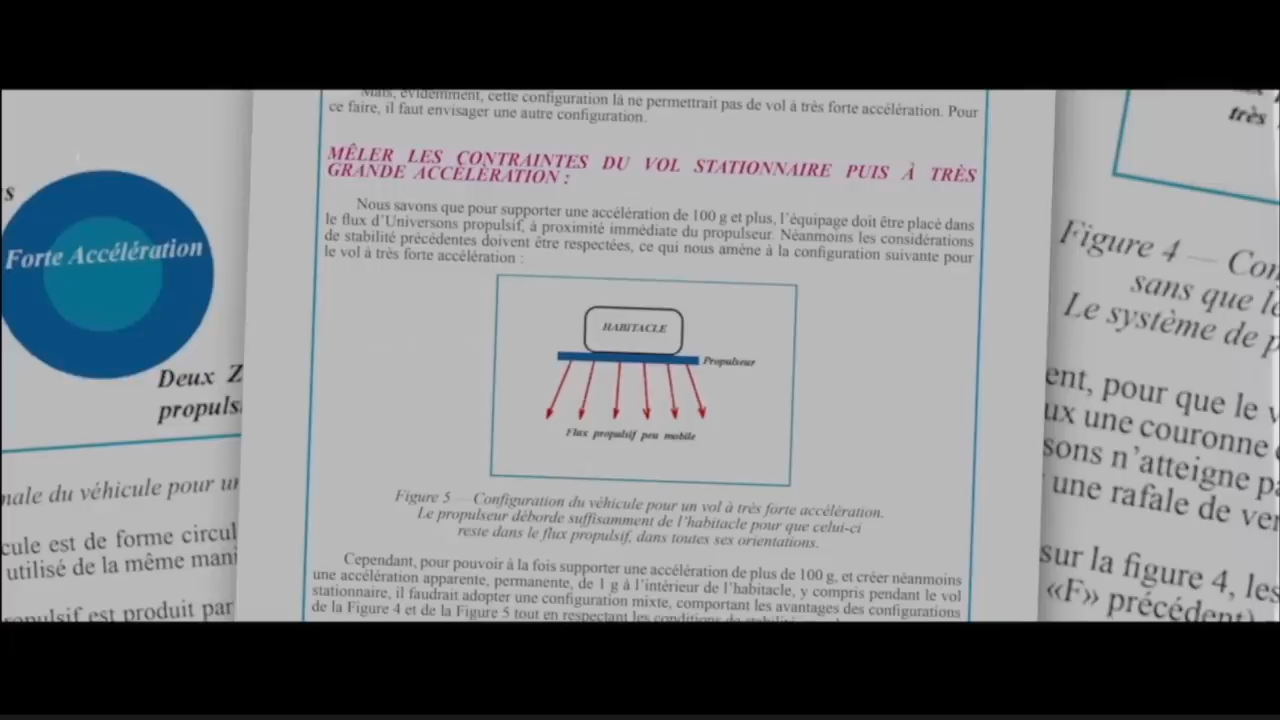 s
Forte Accélération
Deux Z
propuls
nale du véhicule pour un
cule est de forme circul
utilisé de la même mani
opulsif est produit par
Mais, évidemment, cette configuration là ne permettrait pas de vol à très forte accélération. Pour
ce faire, il faut envisager une autre configuration.
MÊLER LES CONTRAINTES DU VOL STATIONNAIRE PUIS À TRÈS
GRANDE ACCÉLÉRATION :
Nous savons que pour supporter une accélération de 100 g et plus, l'équipage doit être placé dans
le flux d'Universons propulsif, à proximité immédiate du propulseur. Néanmoins les considérations
de stabilité précédentes doivent être respectées, ce qui nous amène à la configuration suivante pour
le vol à très forte accélération :
HABITACLE
Propulseur
Flux propulsif peu mobile
Figure 5 — Configuration du véhicule pour un vol à très forte accélération.
Le propulseur déborde suffisamment de l'habitacle pour que celui-ci
reste dans le flux propulsif, dans toutes ses orientations.
Cependant, pour pouvoir à la fois supporter une accélération de plus de 100 g, et créer néanmoins
une accélération apparente, permanente, de 1 g à l'intérieur de l'habitacle, y compris pendant le vol
stationnaire, il faudrait adopter une configuration mixte, comportant les avantages des configurations
de la Figure 4 et de la Figure 5 tout en respectant les conditions de stabilité
très
Figure 4 — Con
sans que le
Le système de p
ent, pour que le v
ux une couronne
sons n'atteigne pa
une rafale de ven
sur la figure 4, les
«F» précédent)